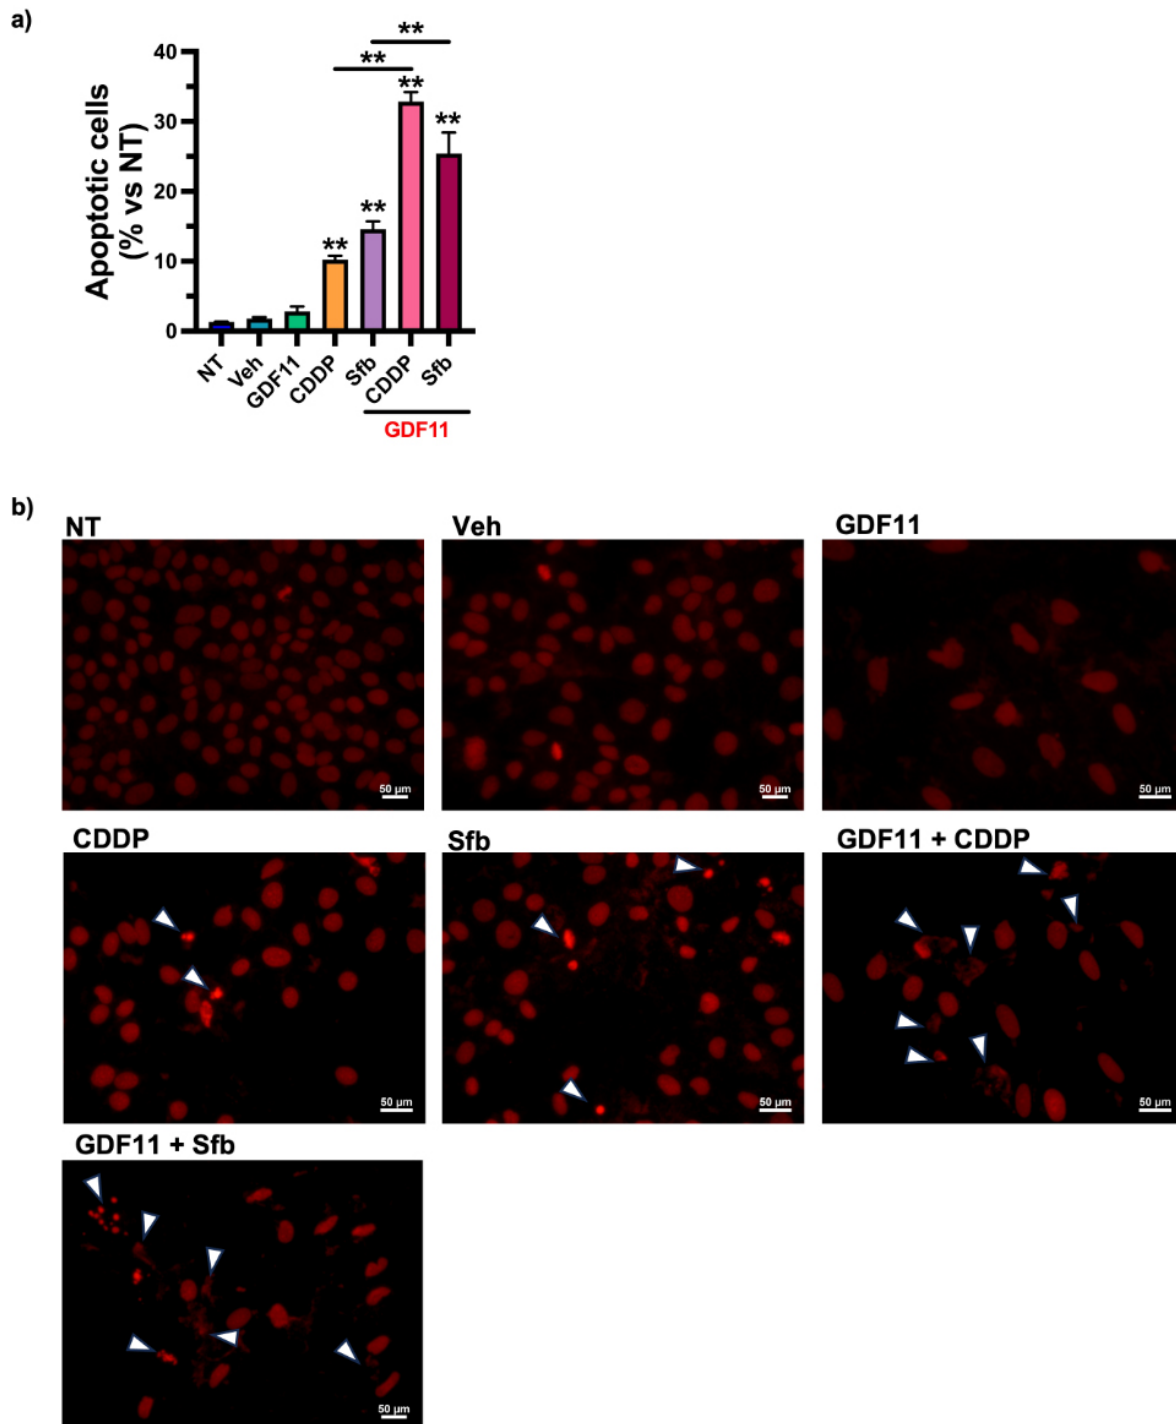 a)
**
**
** ** ** **
Apoptotic cells
(% vs NT)
40
30
20
10
0
NT Veh GDF11 CDDP Sfb CDDP Sfb
GDF11
b)
NT Veh GDF11
50 µm 50 µm 50 µm
CDDP Sfb GDF11 + CDDP
50 µm 50 µm 50 µm
GDF11 + Sfb
50 µm